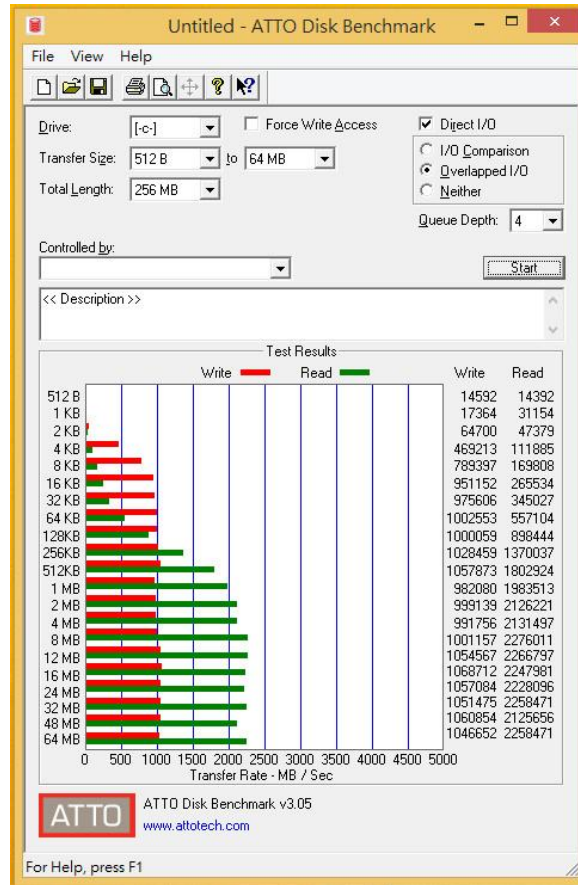 Untitled - ATTO Disk Benchmark
File View Help
Drive: [-c-] Force Write Access Direct I/O
Transfer Size: 512 B to 64 MB I/O Comparison
Overlapped I/O
Total Length: 256 MB Neither
Queue Depth: 4
Controlled by:
Start
<< Description >>
Test Results
Write Read Write Read
512 B 14592 14392
1 KB 17364 31154
2 KB 64700 47379
4 KB 469213 111885
8 KB 789397 169808
16 KB 951152 265534
32 KB 975606 345027
64 KB 1002553 557104
128KB 1000059 898444
256KB 1028459 1370037
512KB 1057873 1802924
1 MB 982080 1983513
2 MB 999139 2126221
4 MB 991756 2131497
8 MB 1001157 2276011
12 MB 1054567 2266797
16 MB 1068712 2247981
24 MB 1057084 2228096
32 MB 1051475 2258471
48 MB 1060854 2125656
64 MB 1046652 2258471
0 500 1000 1500 2000 2500 3000 3500 4000 4500 5000
Transfer Rate - MB / Sec
ATTO
ATTO Disk Benchmark v3.05
www.attotech.com
For Help, press F1